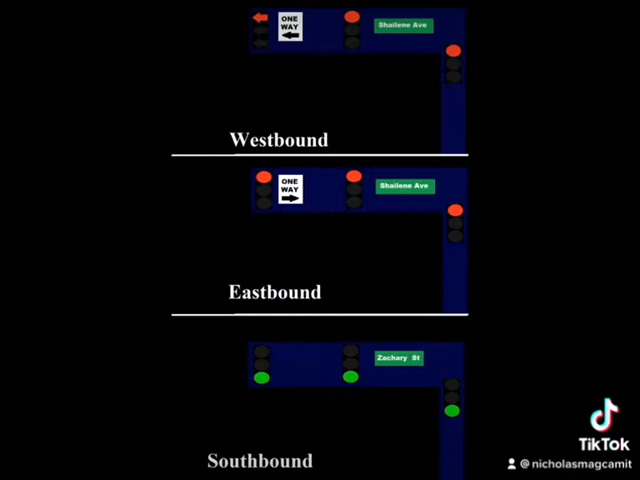 ONE
WAY
Shailene Ave
Westbound
ONE
WAY
Shailene Ave
Eastbound
Zachary St
Southbound
TikTok
@nicholasmagcamit